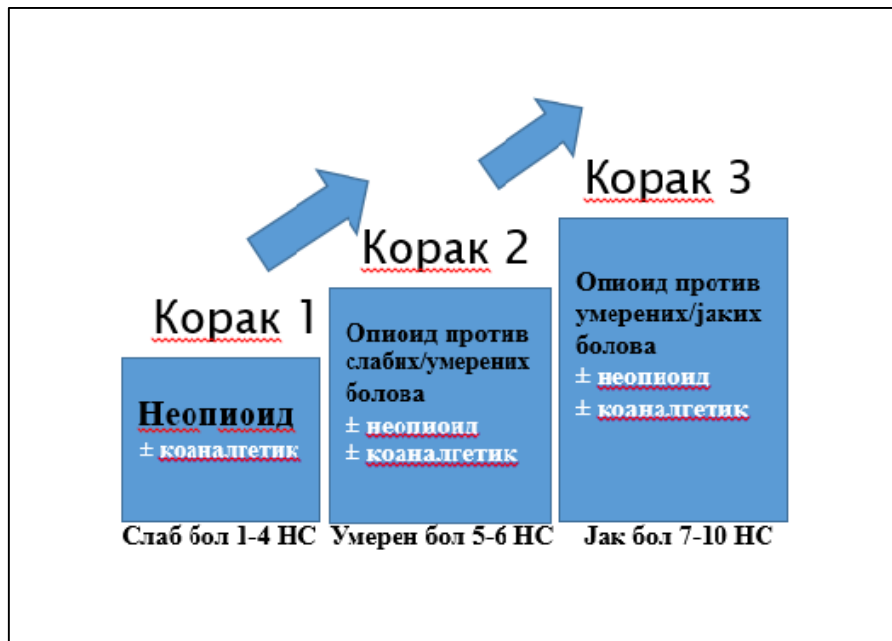 Корак 1
Неопиоид
± коаналгетик
Слаб бол 1-4 НС
Корак 2
Опиоид против
слабих/умерених
болова
± неопиоид
± коаналгетик
Умерен бол 5-6 НС
Корак 3
Опиоид против
умерених/јаких
болова
± неопиоид
± коаналгетик
Јак бол 7-10 НС